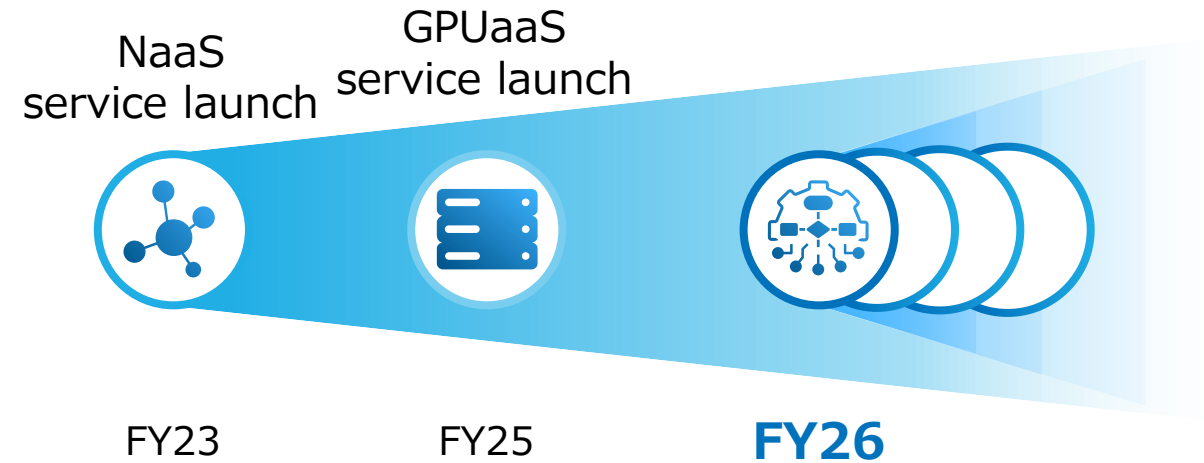 NaaS
service launch
GPUaaS
service launch
FY23
FY25
FY26